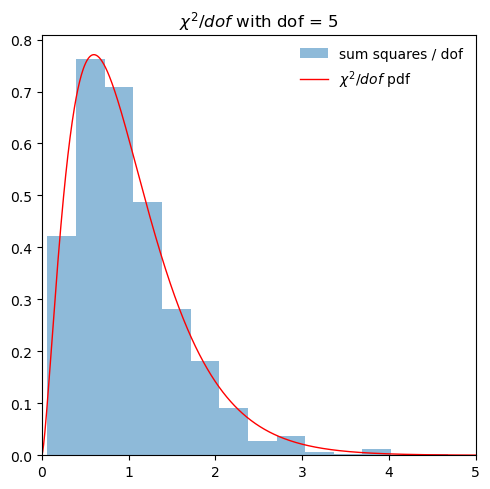 χ²/dof with dof = 5
sum squares / dof
χ²/dof pdf
0.8
0.7
0.6
0.5
0.4
0.3
0.2
0.1
0.0
0 1 2 3 4 5